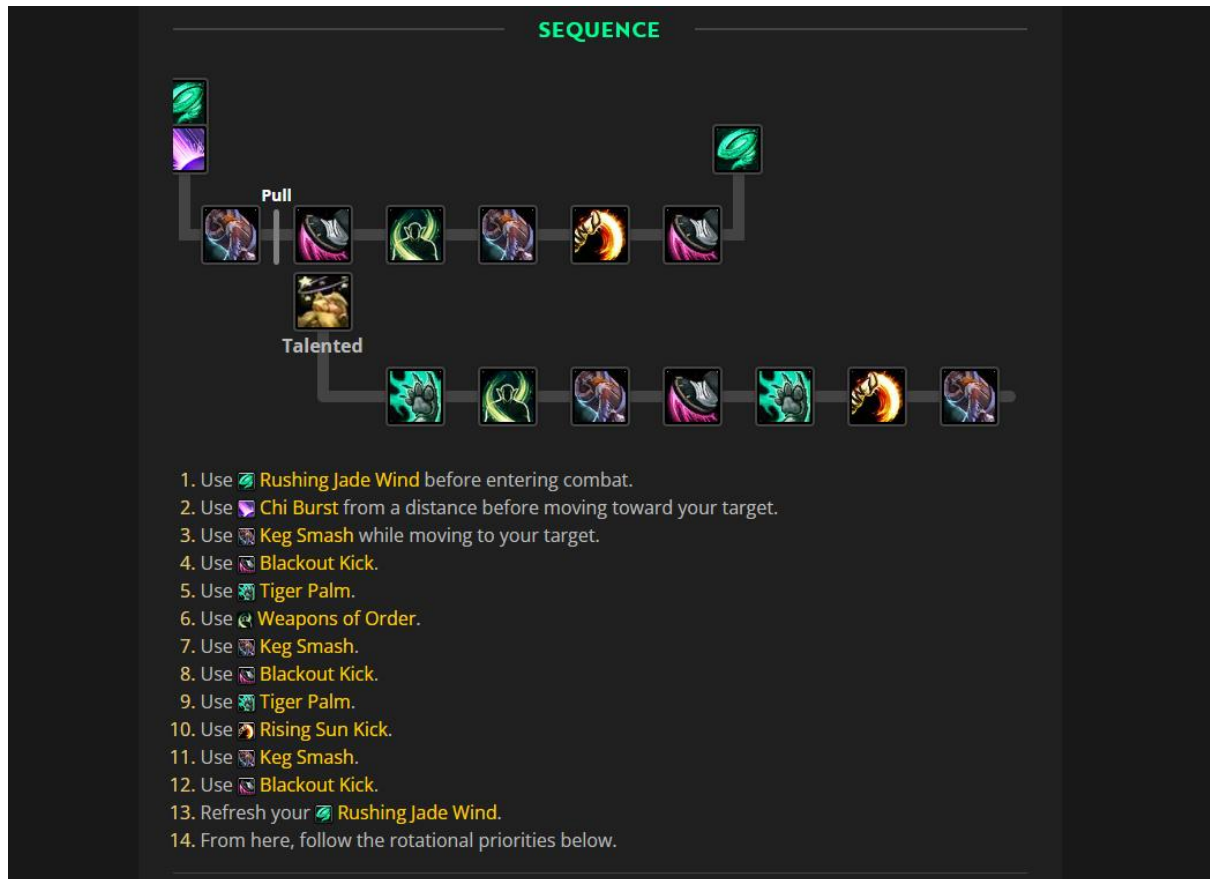 SEQUENCE
Pull
Talented
1. Use Rushing Jade Wind before entering combat.
2. Use Chi Burst from a distance before moving toward your target.
3. Use Keg Smash while moving to your target.
4. Use Blackout Kick.
5. Use Tiger Palm.
6. Use Weapons of Order.
7. Use Keg Smash.
8. Use Blackout Kick.
9. Use Tiger Palm.
10. Use Rising Sun Kick.
11. Use Keg Smash.
12. Use Blackout Kick.
13. Refresh your Rushing Jade Wind.
14. From here, follow the rotational priorities below.